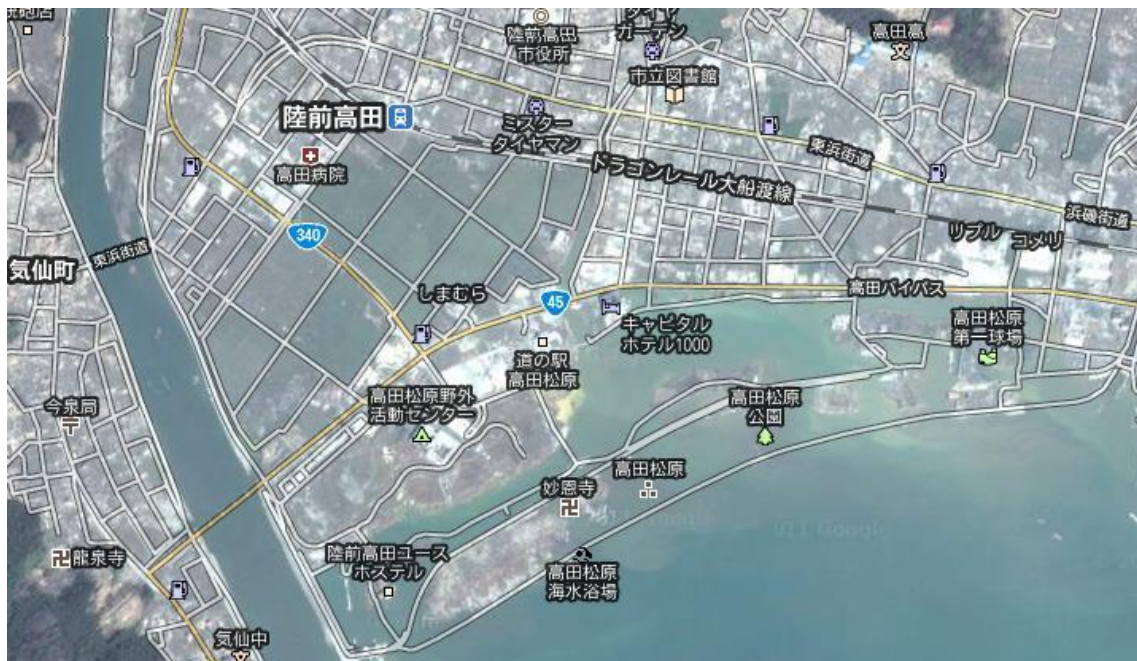 陸前高田
市役所
ダイヤ
ガーデン
高田高
市立図書館
陸前高田
高田病院
ミスター
タイヤマン
ドラゴンレール大船渡線
東浜街道
浜磯街道
リプル
コメリ
340
気仙町
東浜街道
しまむら
45
高田バイパス
キャピタル
ホテル1000
高田松原
第一球場
道の駅
高田松原
高田松原野外
活動センター
高田松原
公園
今泉局
高田松原
妙恩寺
龍泉寺
陸前高田ユース
ホステル
高田松原
海水浴場
気仙中